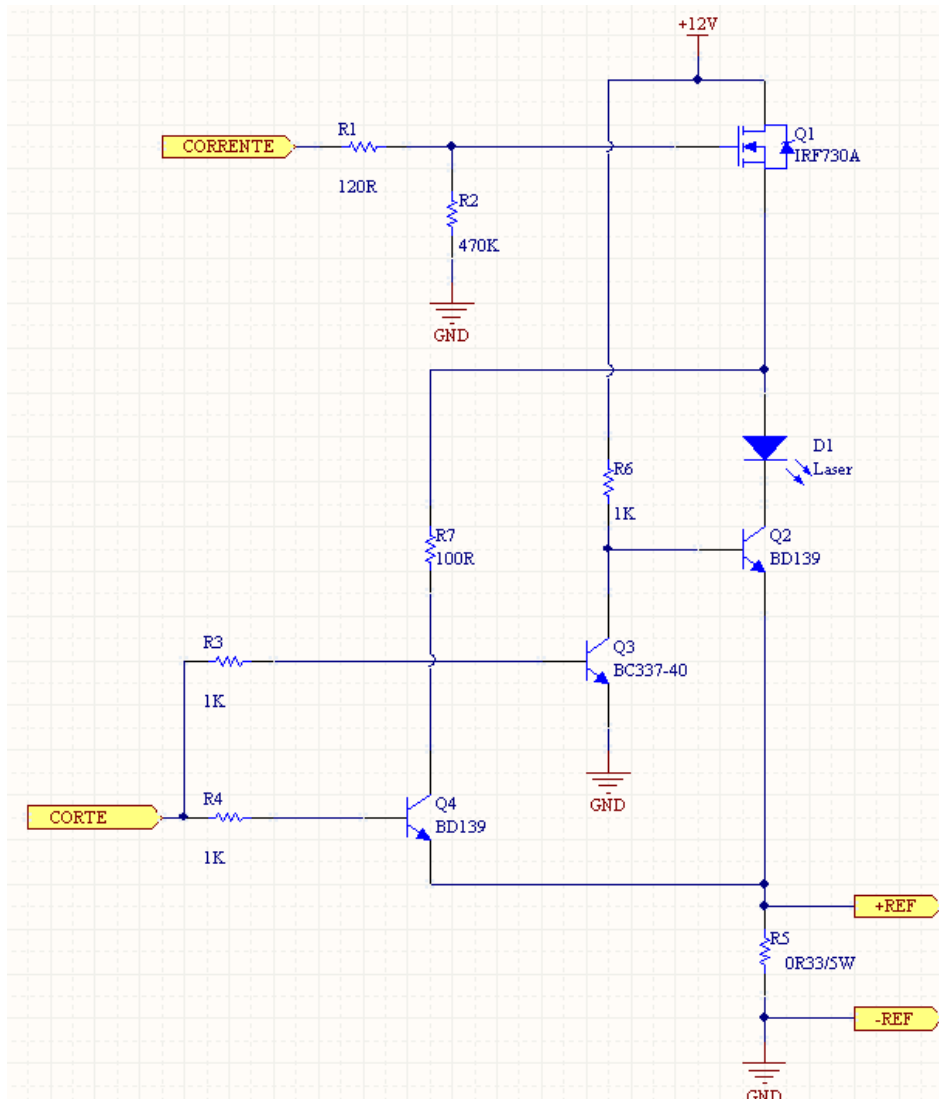 +12V
CORRENTE
R1
120R
Q1
IRF730A
R2
470K
GND
D1
Laser
R6
1K
R7
100R
Q2
BD139
R3
1K
Q3
BC337-40
GND
CORTE
R4
1K
Q4
BD139
+REF
R5
0R33/5W
-REF
GND